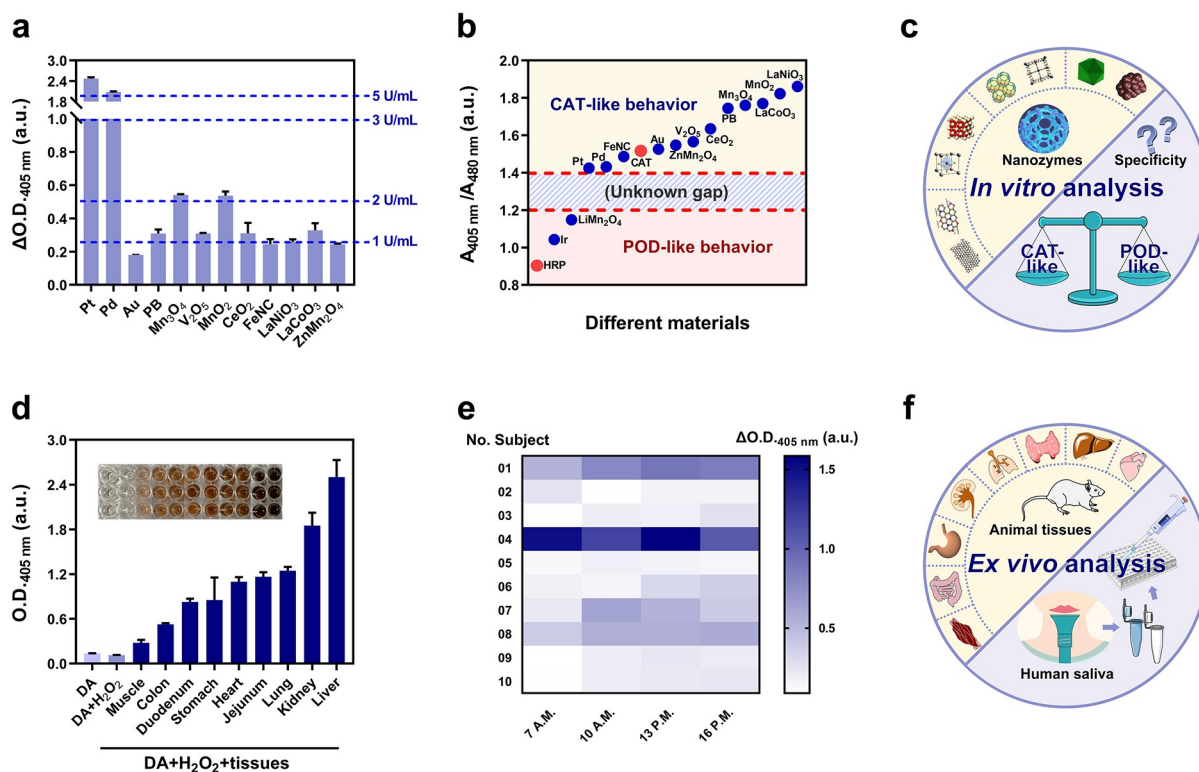 a
ΔO.D.405 nm (a.u.)
3.0
2.4
1.8
1.0
0.8
0.6
0.4
0.2
0.0
5 U/mL
3 U/mL
2 U/mL
1 U/mL
Pt
Pd
Au
PB
Mn3O4
V2O5
MnO2
CeO2
FeNC
LaNiO3
LaCoO3
ZnMn2O4
b
A405 nm/A480 nm (a.u.)
2.0
1.8
1.6
1.4
1.2
1.0
0.8
CAT-like behavior
LaNiO3
MnO2
Mn3O4
LaCoO3
PB
V2O5
CeO2
Au
ZnMn2O4
FeNC
CAT
Pd
Pt
(Unknown gap)
LiMn2O4
Ir
POD-like behavior
HRP
Different materials
c
Nanozymes
??
Specificity
In vitro analysis
CAT-like
POD-like
d
O.D.405 nm (a.u.)
3.0
2.4
1.8
1.2
0.6
0.0
DA
DA+H2O2
Muscle
Colon
Duodenum
Stomach
Heart
Jejunum
Lung
Kidney
Liver
DA+H2O2+tissues
e
No. Subject
ΔO.D.405 nm (a.u.)
01
02
03
04
05
06
07
08
09
10
7 A.M.
10 A.M.
13 P.M.
16 P.M.
1.5
1.0
0.5
f
Animal tissues
Ex vivo analysis
Human saliva